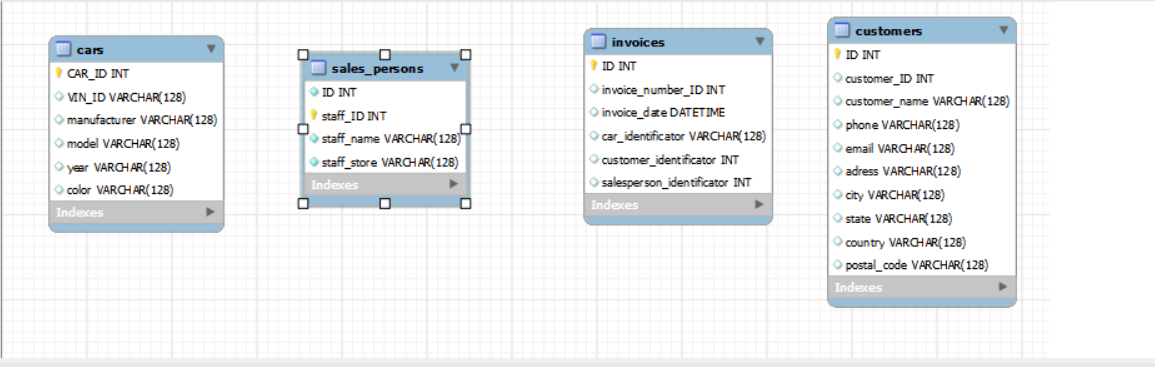 cars
CAR_ID INT
VIN_ID VARCHAR(128)
manufacturer VARCHAR(128)
model VARCHAR(128)
year VARCHAR(128)
color VARCHAR(128)
Indexes
sales_persons
ID INT
staff_ID INT
staff_name VARCHAR(128)
staff_store VARCHAR(128)
Indexes
invoices
ID INT
invoice_number_ID INT
invoice_date DATETIME
car_identificator VARCHAR(128)
customer_identificator INT
salesperson_identificator INT
Indexes
customers
ID INT
customer_ID INT
customer_name VARCHAR(128)
phone VARCHAR(128)
email VARCHAR(128)
adress VARCHAR(128)
city VARCHAR(128)
state VARCHAR(128)
country VARCHAR(128)
postal_code VARCHAR(128)
Indexes